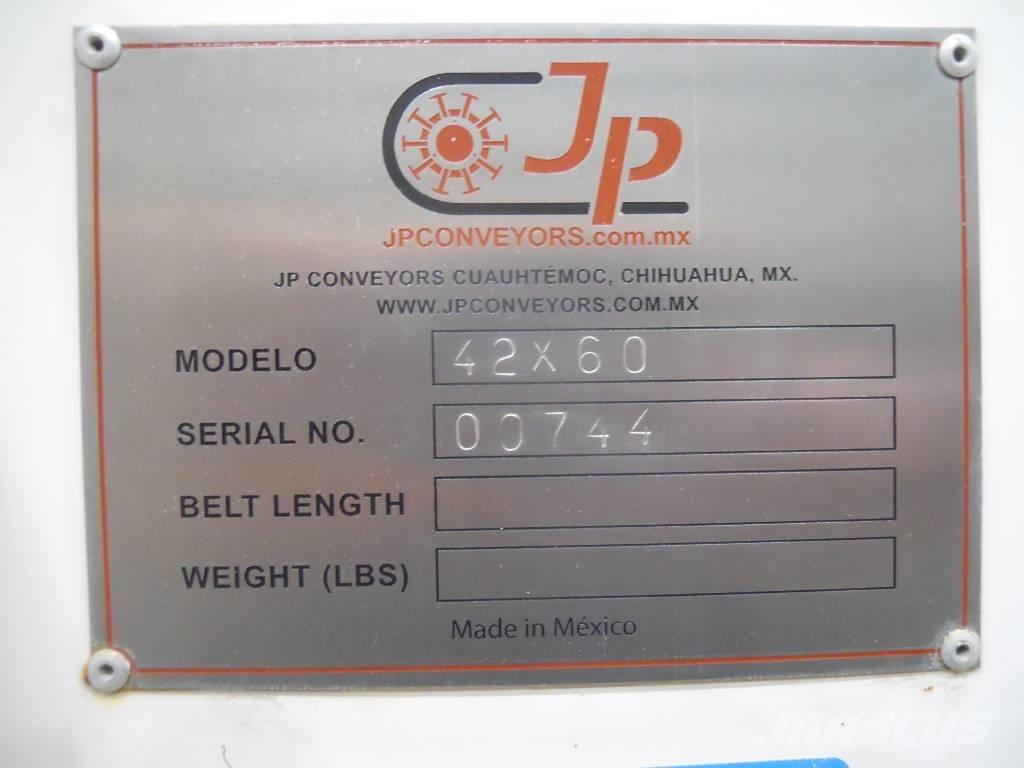 Jp
JPCONVEYORS.com.mx
JP CONVEYORS CUAUHTÉMOC, CHIHUAHUA, MX.
WWW.JPCONVEYORS.COM.MX
MODELO 42X60
SERIAL NO. 00744
BELT LENGTH
WEIGHT (LBS)
Made in México
MASCUS